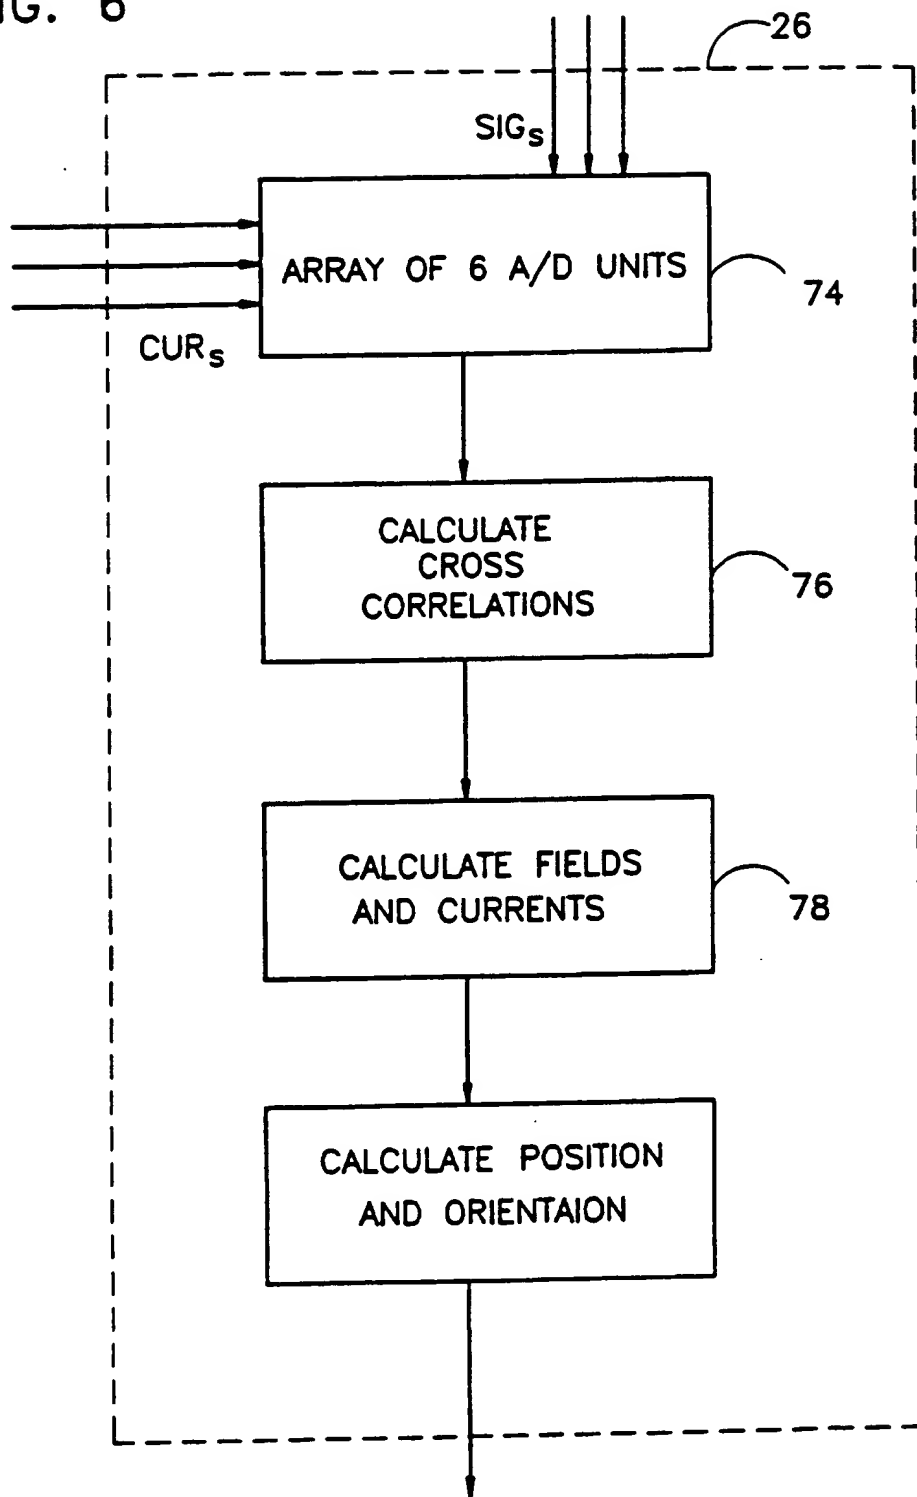 IG. 6
26
SIGs
ARRAY OF 6 A/D UNITS
74
CURs
CALCULATE
CROSS
CORRELATIONS
76
CALCULATE FIELDS
AND CURRENTS
78
CALCULATE POSITION
AND ORIENTAION